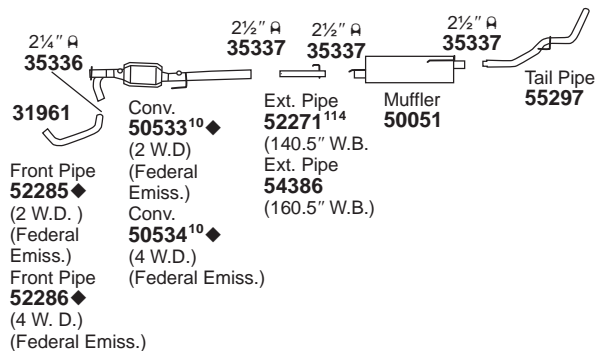 2¼″
35336
2½″
35337
2½″
35337
2½″
35337
31961
Front Pipe
52285◆
(2 W.D. )
(Federal
Emiss.)
Front Pipe
52286◆
(4 W. D.)
(Federal Emiss.)
Conv.
50533¹⁰◆
(2 W.D)
(Federal
Emiss.)
Conv.
50534¹⁰◆
(4 W.D.)
(Federal Emiss.)
Ext. Pipe
52271¹¹⁴
(140.5″ W.B.
Ext. Pipe
54386
(160.5″ W.B.)
Muffler
50051
Tail Pipe
55297